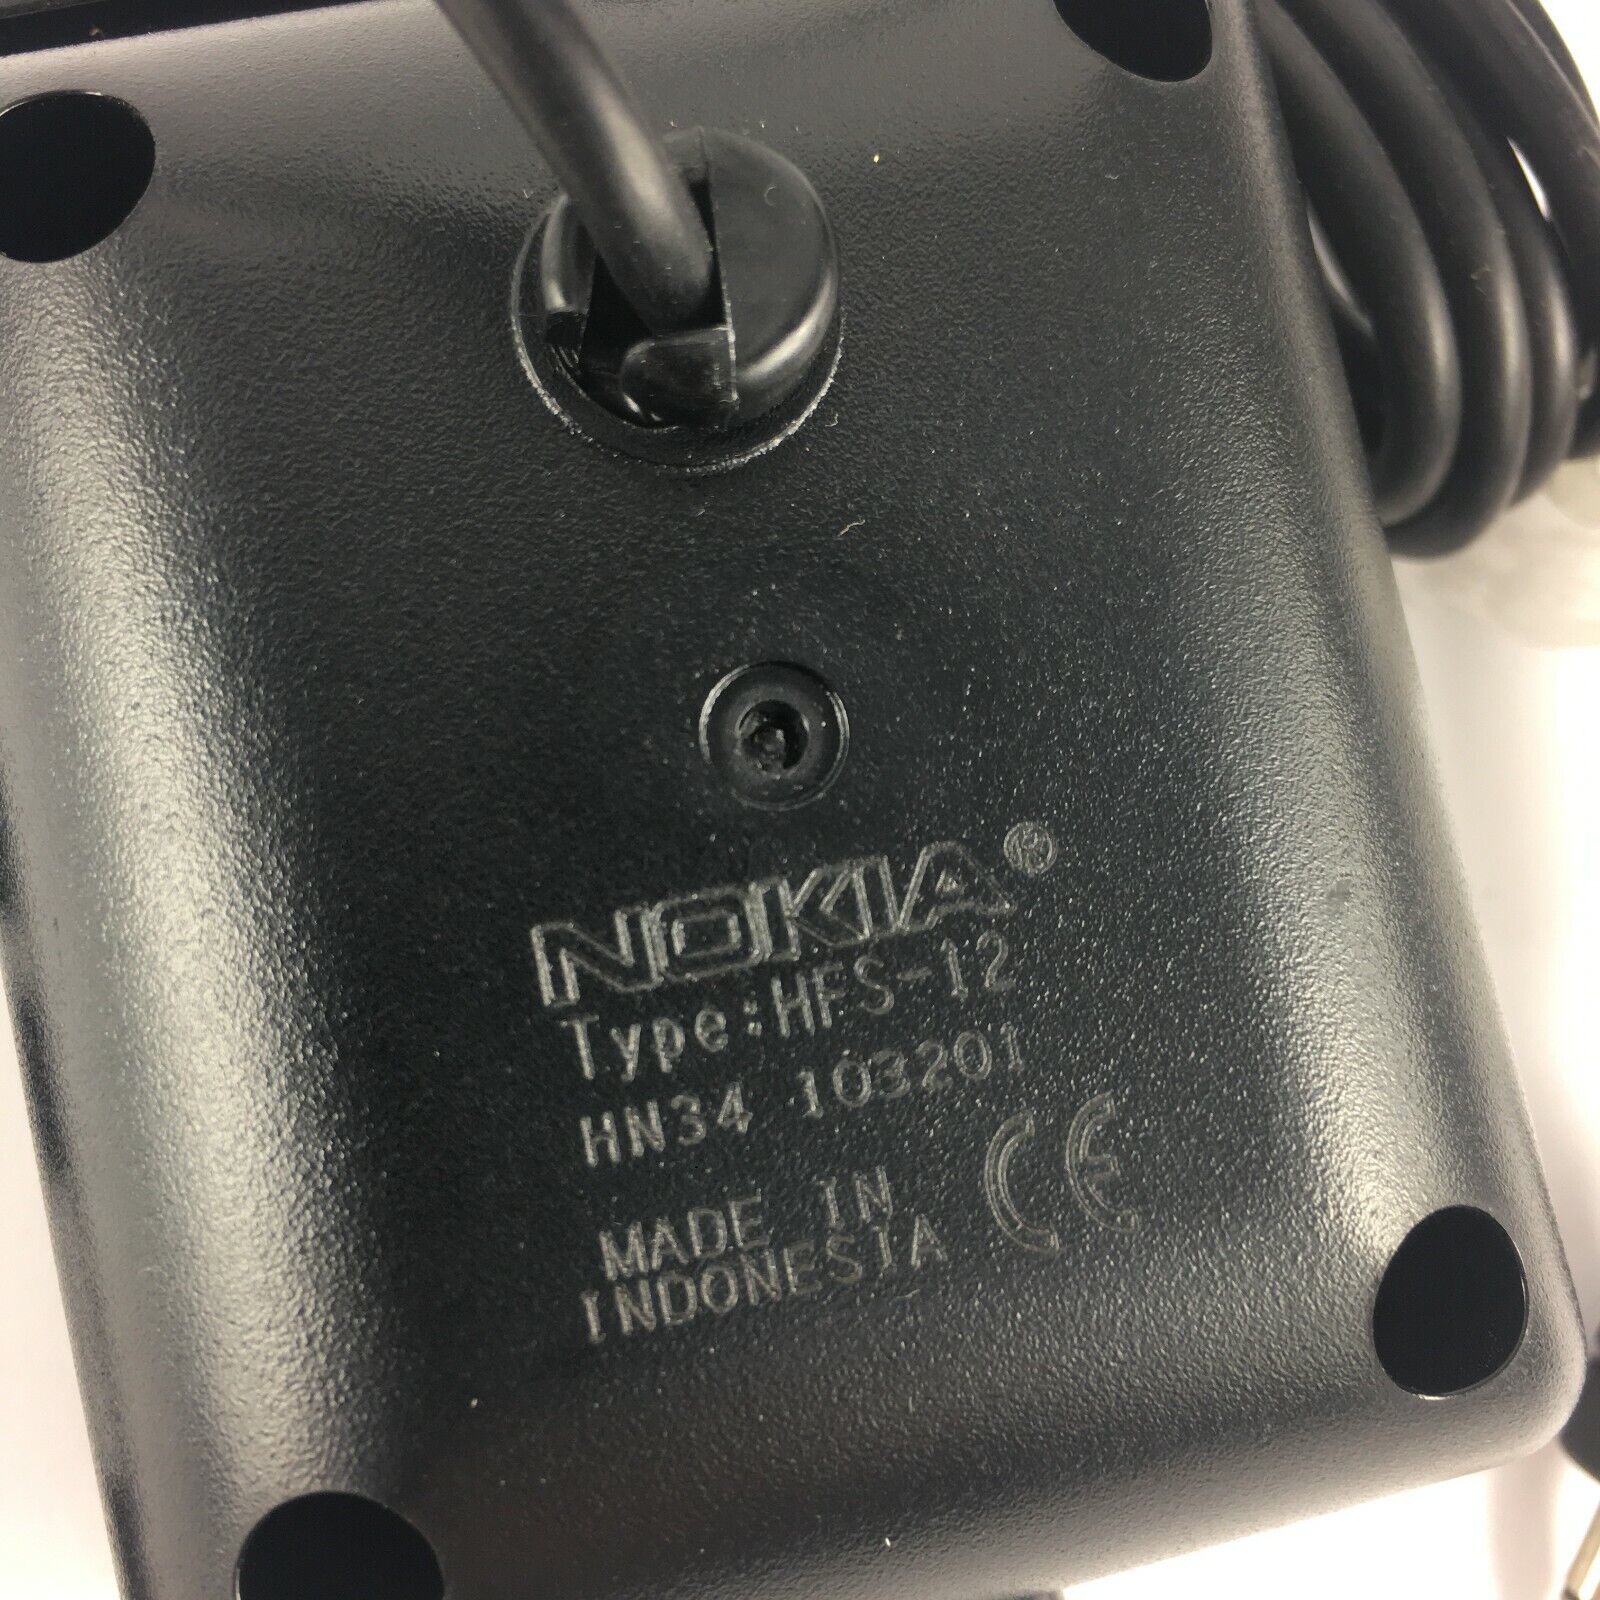 NOKIA®
Type:HFS-12
HN34 103201
MADE IN
INDONESIA CE